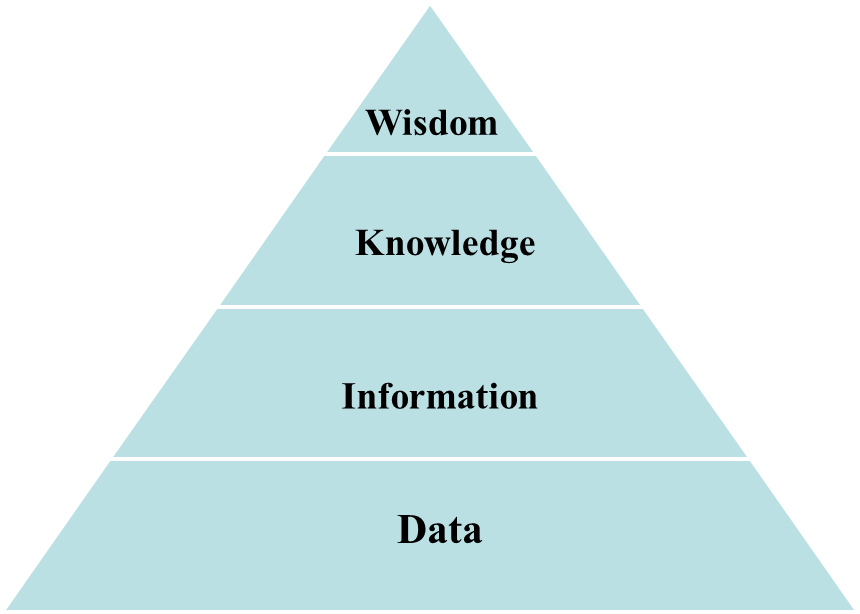 Wisdom
Knowledge
Information
Data